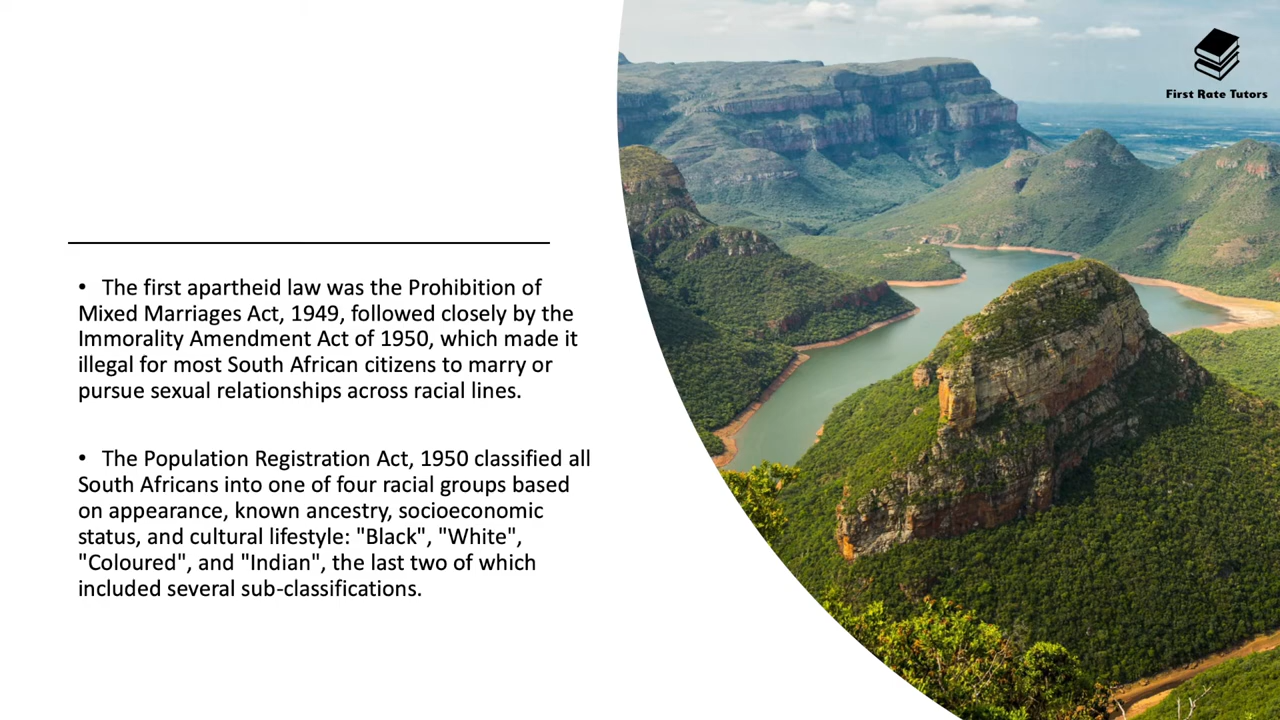 First Rate Tutors
• The first apartheid law was the Prohibition of
Mixed Marriages Act, 1949, followed closely by the
Immorality Amendment Act of 1950, which made it
illegal for most South African citizens to marry or
pursue sexual relationships across racial lines.
• The Population Registration Act, 1950 classified all
South Africans into one of four racial groups based
on appearance, known ancestry, socioeconomic
status, and cultural lifestyle: "Black", "White",
"Coloured", and "Indian", the last two of which
included several sub-classifications.